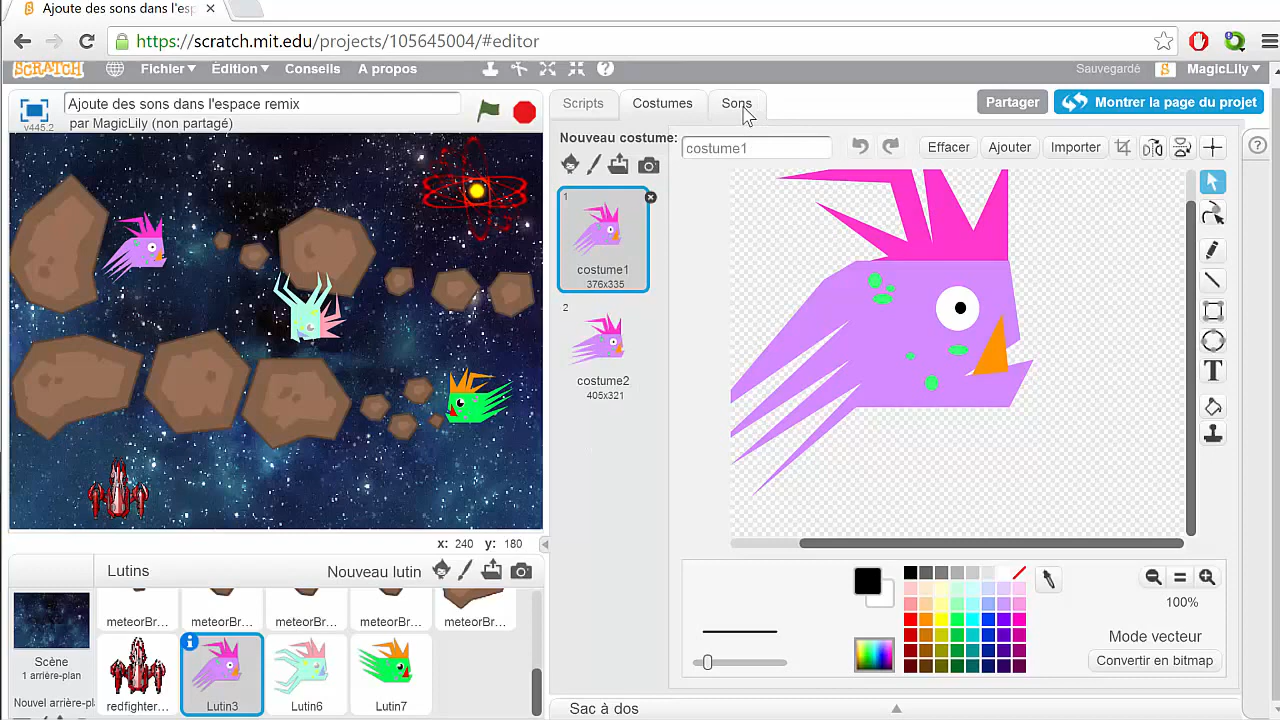 Ajoute des sons dans l'esp
https://scratch.mit.edu/projects/105645004/#editor
SCRATCH
Fichier
Édition
Conseils
A propos
Sauvegardé
MagicLily
v445.2
Ajoute des sons dans l'espace remix
par MagicLily (non partagé)
Scripts
Costumes
Sons
Partager
Montrer la page du projet
Nouveau costume:
costume1
Effacer
Ajouter
Importer
1
costume1
376x335
2
costume2
405x321
x: 240 y: 180
Lutins
Nouveau lutin
meteorBr...
meteorBr...
meteorBr...
meteorBr...
Scène
1 arrière-plan
Nouvel arrière-pl
redfighter...
Lutin3
Lutin6
Lutin7
100%
Mode vecteur
Convertir en bitmap
Sac à dos